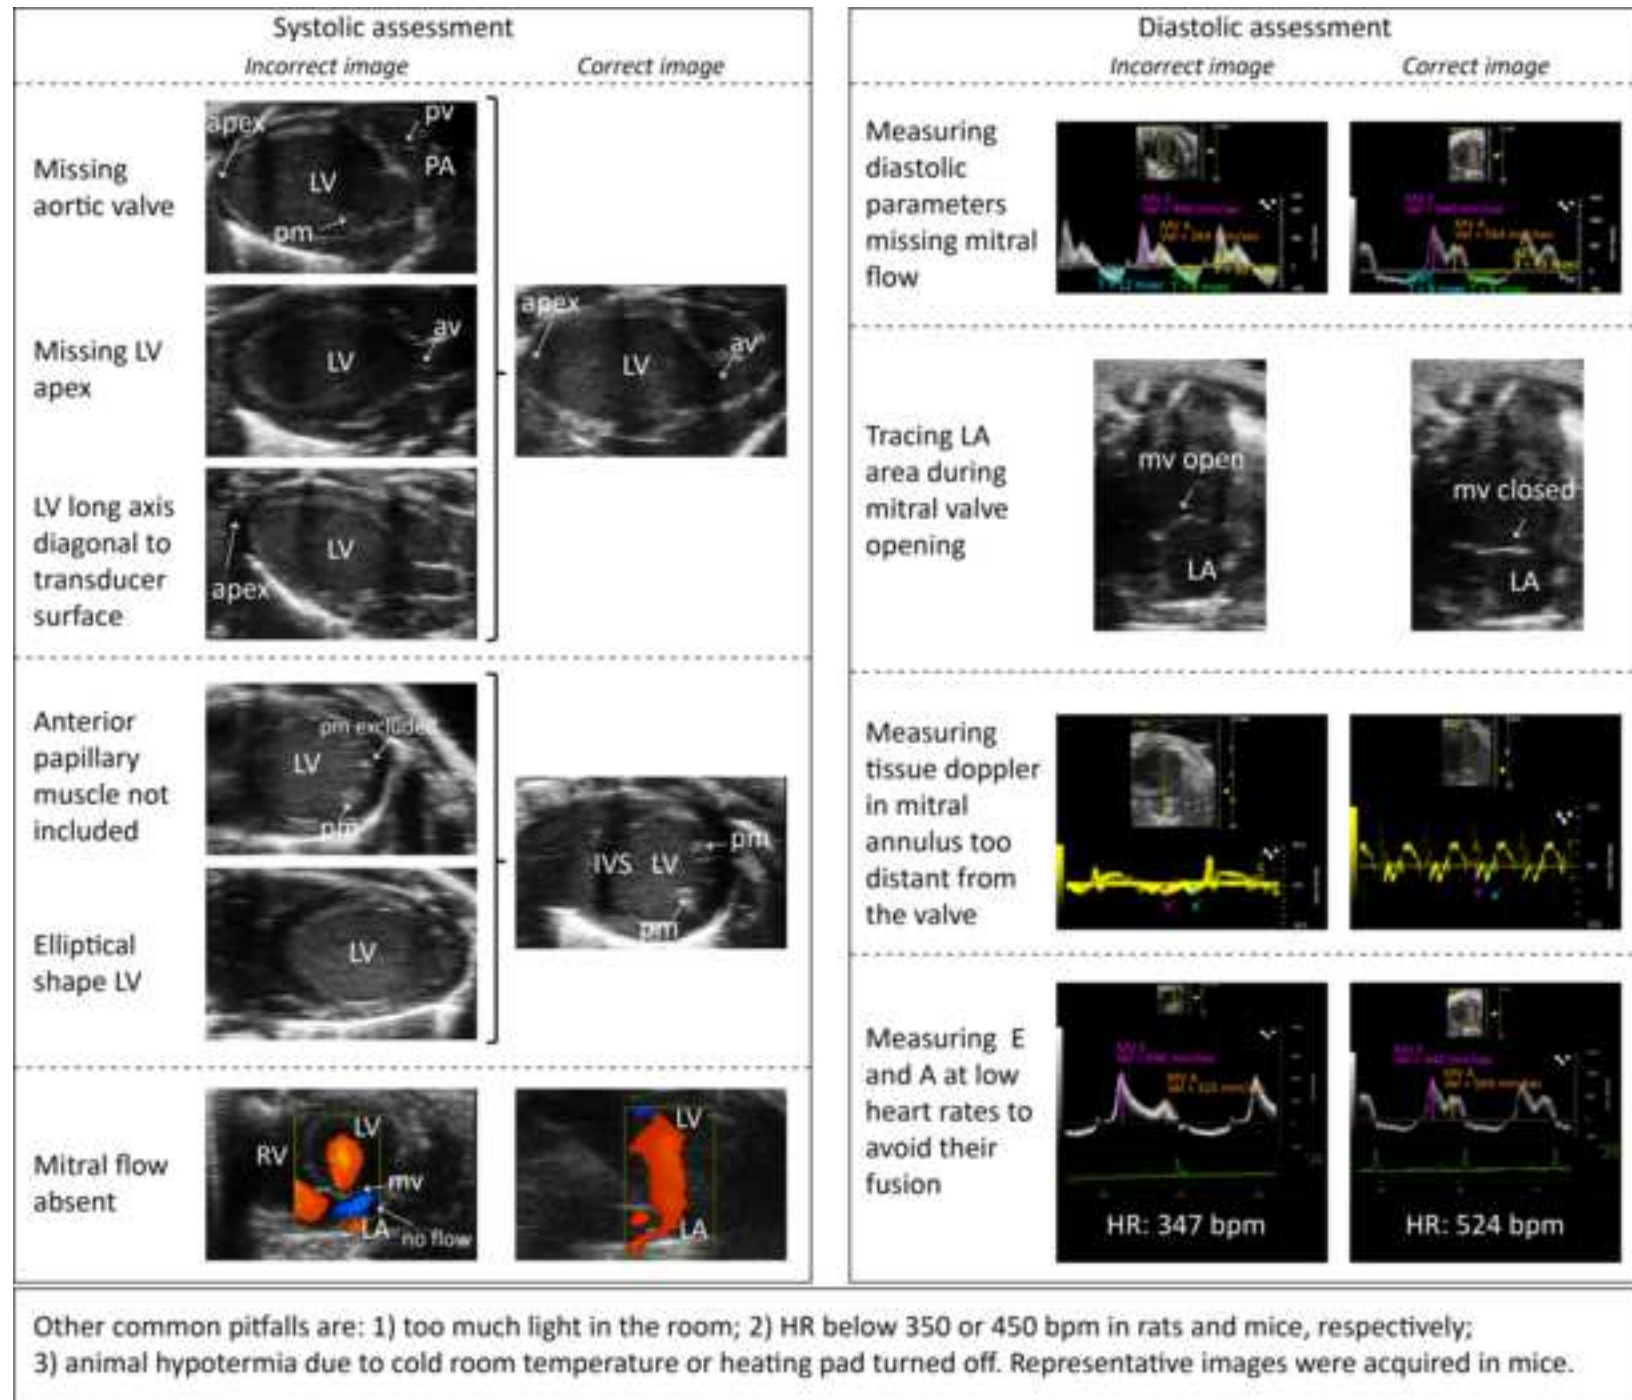 Systolic assessment
Incorrect image
Correct image
Missing
aortic valve
apex
pv
PA
LV
pm
Missing LV
apex
LV
av
apex
LV
av
LV long axis
diagonal to
transducer
surface
LV
apex
Anterior
papillary
muscle not
included
pm excluded
LV
pm
IVS
LV
pm
pm
Elliptical
shape LV
LV
Mitral flow
absent
RV
LV
mv
LA
no flow
LV
LA
Diastolic assessment
Incorrect image
Correct image
Measuring
diastolic
parameters
missing mitral
flow
Tracing LA
area during
mitral valve
opening
mv open
LA
mv closed
LA
Measuring
tissue doppler
in mitral
annulus too
distant from
the valve
Measuring E
and A at low
heart rates to
avoid their
fusion
MV A
HR: 347 bpm
MV A
HR: 524 bpm
Other common pitfalls are: 1) too much light in the room; 2) HR below 350 or 450 bpm in rats and mice, respectively;
3) animal hypotermia due to cold room temperature or heating pad turned off. Representative images were acquired in mice.